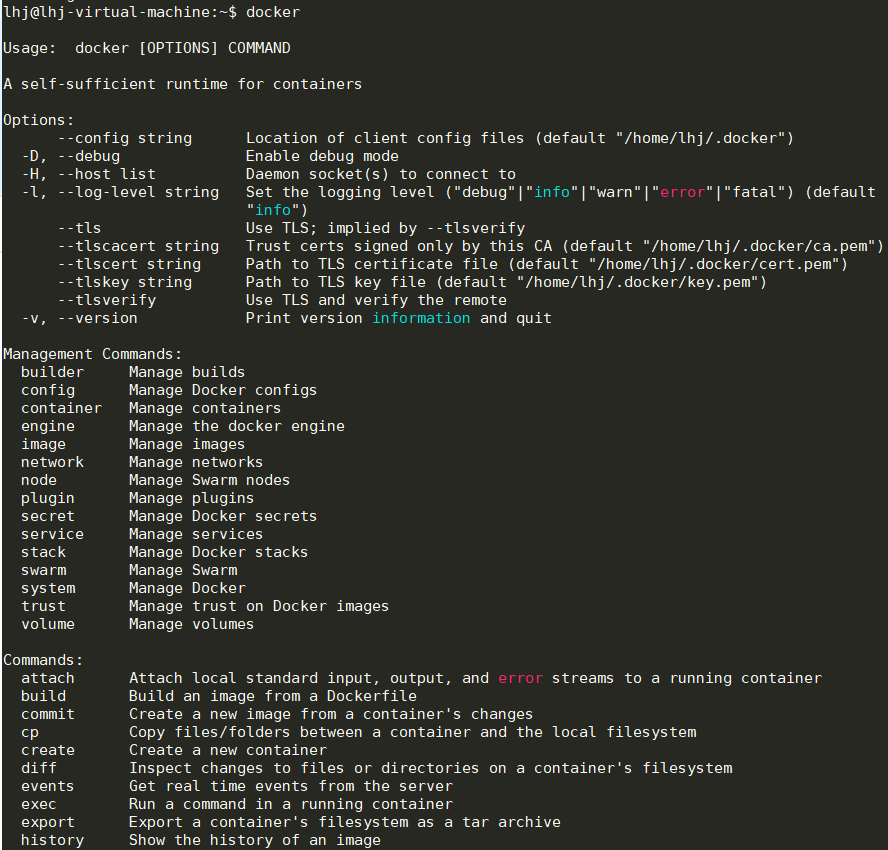 lhj@lhj-virtual-machine:~$ docker
Usage:  docker [OPTIONS] COMMAND
A self-sufficient runtime for containers
Options:
      --config string      Location of client config files (default "/home/lhj/.docker")
  -D, --debug              Enable debug mode
  -H, --host list          Daemon socket(s) to connect to
  -l, --log-level string   Set the logging level ("debug"|"info"|"warn"|"error"|"fatal") (default
                           "info")
      --tls                Use TLS; implied by --tlsverify
      --tlscacert string   Trust certs signed only by this CA (default "/home/lhj/.docker/ca.pem")
      --tlscert string     Path to TLS certificate file (default "/home/lhj/.docker/cert.pem")
      --tlskey string      Path to TLS key file (default "/home/lhj/.docker/key.pem")
      --tlsverify          Use TLS and verify the remote
  -v, --version            Print version information and quit
Management Commands:
  builder     Manage builds
  config      Manage Docker configs
  container   Manage containers
  engine      Manage the docker engine
  image       Manage images
  network     Manage networks
  node        Manage Swarm nodes
  plugin      Manage plugins
  secret      Manage Docker secrets
  service     Manage services
  stack       Manage Docker stacks
  swarm       Manage Swarm
  system      Manage Docker
  trust       Manage trust on Docker images
  volume      Manage volumes
Commands:
  attach      Attach local standard input, output, and error streams to a running container
  build       Build an image from a Dockerfile
  commit      Create a new image from a container's changes
  cp          Copy files/folders between a container and the local filesystem
  create      Create a new container
  diff        Inspect changes to files or directories on a container's filesystem
  events      Get real time events from the server
  exec        Run a command in a running container
  export      Export a container's filesystem as a tar archive
  history     Show the history of an image